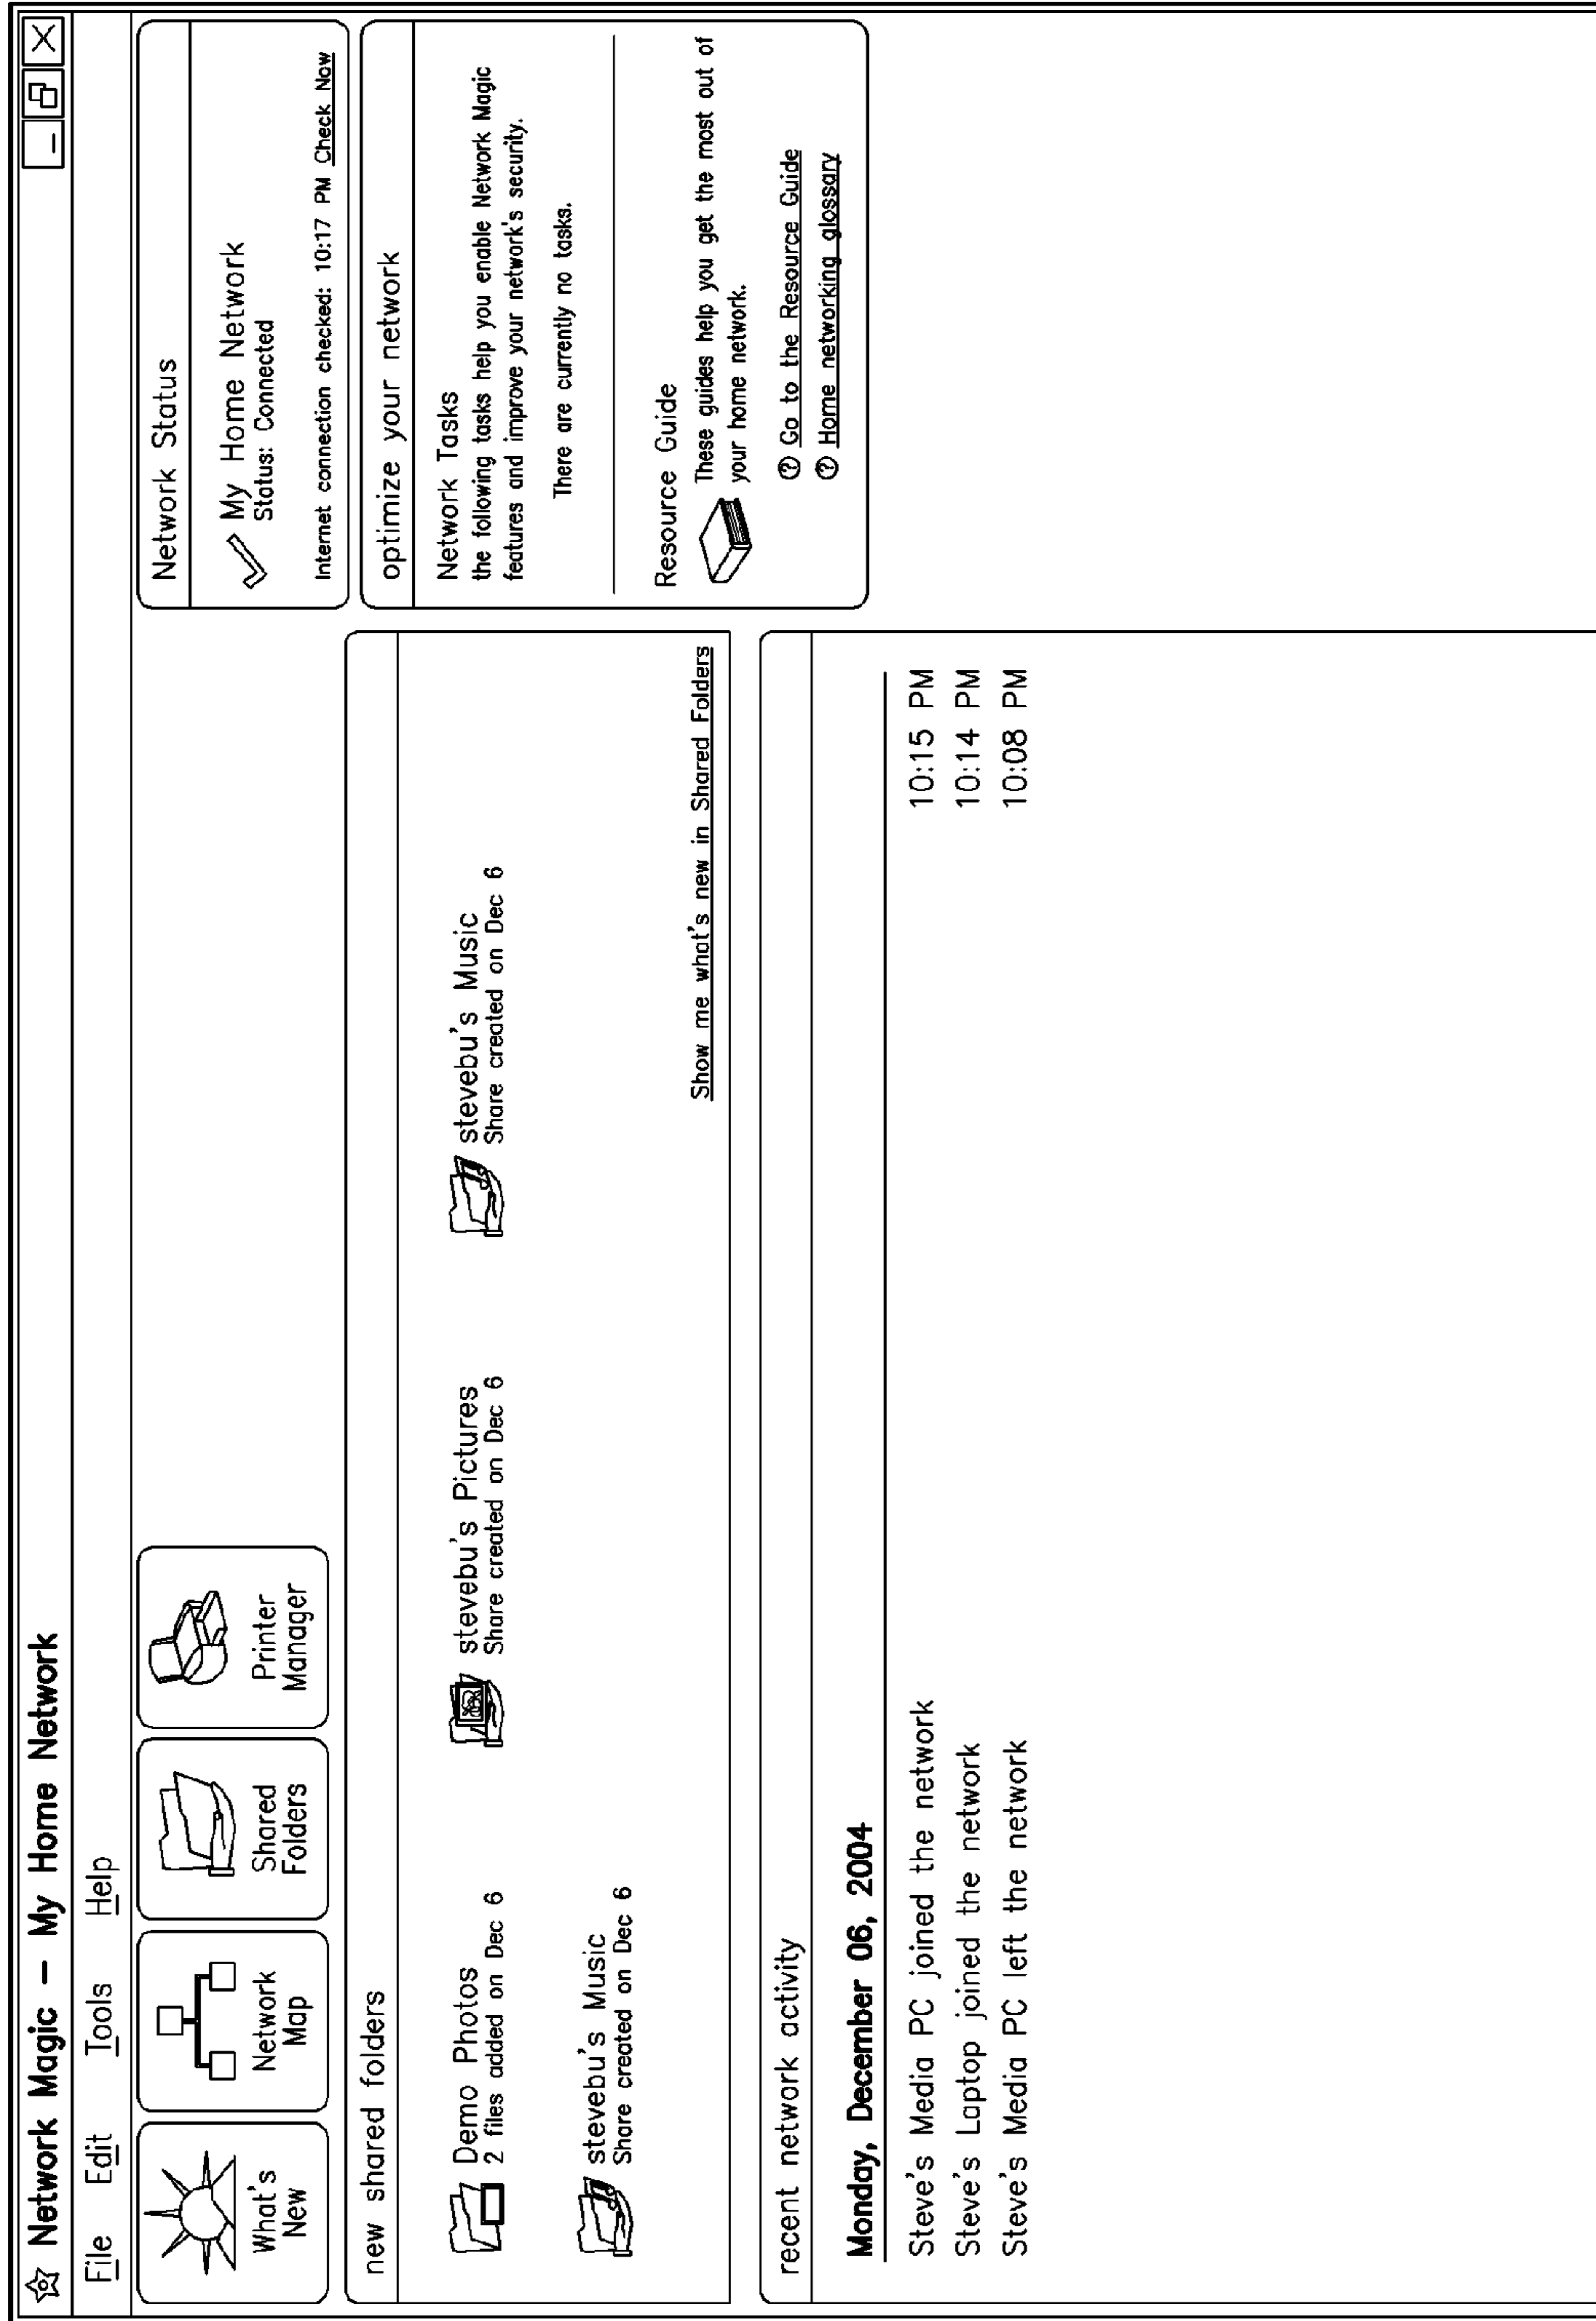 Network Magic – My Home Network
File Edit Tools Help
What's
New
Network
Map
Shared
Folders
Printer
Manager
new shared folders
Demo Photos
2 files added on Dec 6
stevebu's Pictures
Share created on Dec 6
stevebu's Music
Share created on Dec 6
stevebu's Music
Share created on Dec 6
Show me what's new in Shared Folders
recent network activity
Monday, December 06, 2004
Steve's Media PC joined the network 10:15 PM
Steve's Laptop joined the network 10:14 PM
Steve's Media PC left the network 10:08 PM
Network Status
My Home Network
Status: Connected
Internet connection checked: 10:17 PM Check Now
optimize your network
Network Tasks
the following tasks help you enable Network Magic
features and improve your network's security.
There are currently no tasks.
Resource Guide
These guides help you get the most out of
your home network.
? Go to the Resource Guide
? Home networking glossary